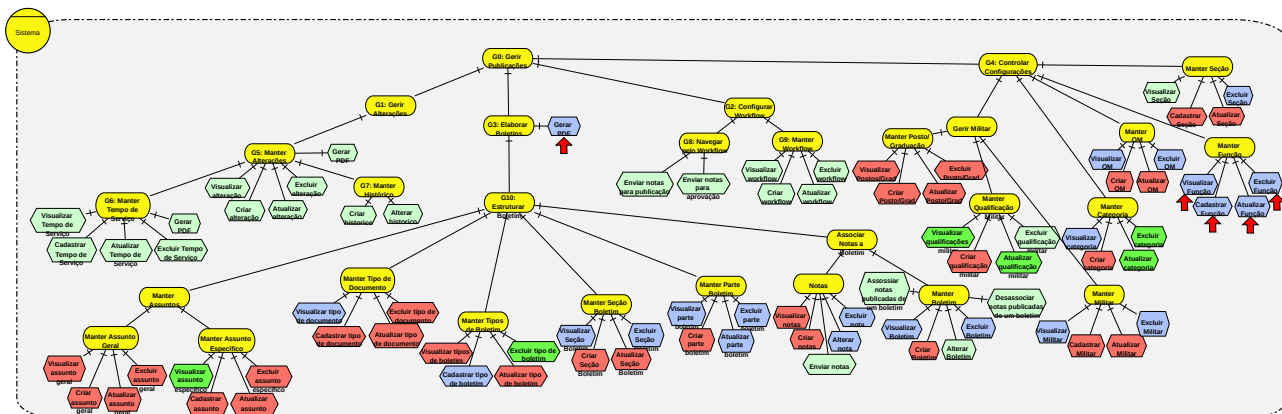 Sistema
G0: Gerir
Publicações
G4: Controlar
Configurações
Manter Seção
Visualizar
Seção
Excluir
Seção
Cadastrar
Seção
Atualizar
Seção
G1: Gerir
Alterações
G2: Configurar
Workflow
G3: Elaborar
Boletins
Gerar
PDF
G8: Navegar
pelo Workflow
G9: Manter
Workflow
Manter Posto/
Graduação
Gerir Militar
Manter
OM
Manter
Função
G5: Manter
Alterações
Gerar
PDF
Visualizar
alteração
Excluir
alteração
Criar
alteração
Atualizar
alteração
G7: Manter
Histórico
Criar
historico
Alterar
historico
Enviar notas
para publicação
Enviar notas
para
aprovação
Visualizar
workflow
Excluir
workflow
Criar
workflow
Atualizar
workflow
Visualizar
Posto/Grad
Excluir
Posto/Grad
Criar
Posto/Grad
Atualizar
Posto/Grad
Visualizar
OM
Excluir
OM
Criar
OM
Atualizar
OM
Visualizar
Função
Excluir
Função
Cadastrar
Função
Atualizar
Função
G6: Manter
Tempo de
Serviço
Visualizar
Tempo de
Serviço
Gerar
PDF
Cadastrar
Tempo de
Serviço
Atualizar
Tempo de
Serviço
Excluir Tempo
de Serviço
G10:
Estruturar
Boletim
Manter
Qualificação
Militar
Visualizar
qualificações
militar
Excluir
qualificação
militar
Criar
qualificação
militar
Atualizar
qualificação
militar
Manter
Categoria
Visualizar
categoria
Excluir
categoria
Criar
categoria
Atualizar
categoria
Associar
Notas a
Boletim
Manter
Assuntos
Manter Tipo de
Documento
Visualizar tipo
de documento
Excluir tipo de
documento
Cadastrar tipo
de documento
Atualizar tipo
de documento
Manter Tipos
de Boletim
Visualizar tipos
de boletim
Excluir tipo de
boletim
Cadastrar tipo
de boletim
Atualizar tipo
de boletim
Manter Seção
Boletim
Visualizar
Seção
Boletim
Excluir
Seção
Boletim
Criar
Seção
Boletim
Atualizar
Seção
Boletim
Manter Parte
Boletim
Visualizar
parte
boletim
Excluir
parte
boletim
Criar
parte
boletim
Atualizar
parte
boletim
Notas
Visualizar
notas
Excluir
nota
Criar
notas
Alterar
nota
Enviar notas
Assossiar
notas
publicadas
de um boletim
Manter
Boletim
Desassociar
notas publicadas
de um boletim
Visualizar
Boletim
Excluir
Boletim
Criar
Boletim
Alterar
Boletim
Manter
Militar
Visualizar
Militar
Excluir
Militar
Cadastrar
Militar
Atualizar
Militar
Manter Assunto
Geral
Visualizar
assunto
geral
Excluir
assunto
geral
Criar
assunto
geral
Atualizar
assunto
geral
Manter Assunto
Específico
Visualizar
assunto
específico
Excluir
assunto
específico
Cadastrar
assunto
Atualizar
assunto